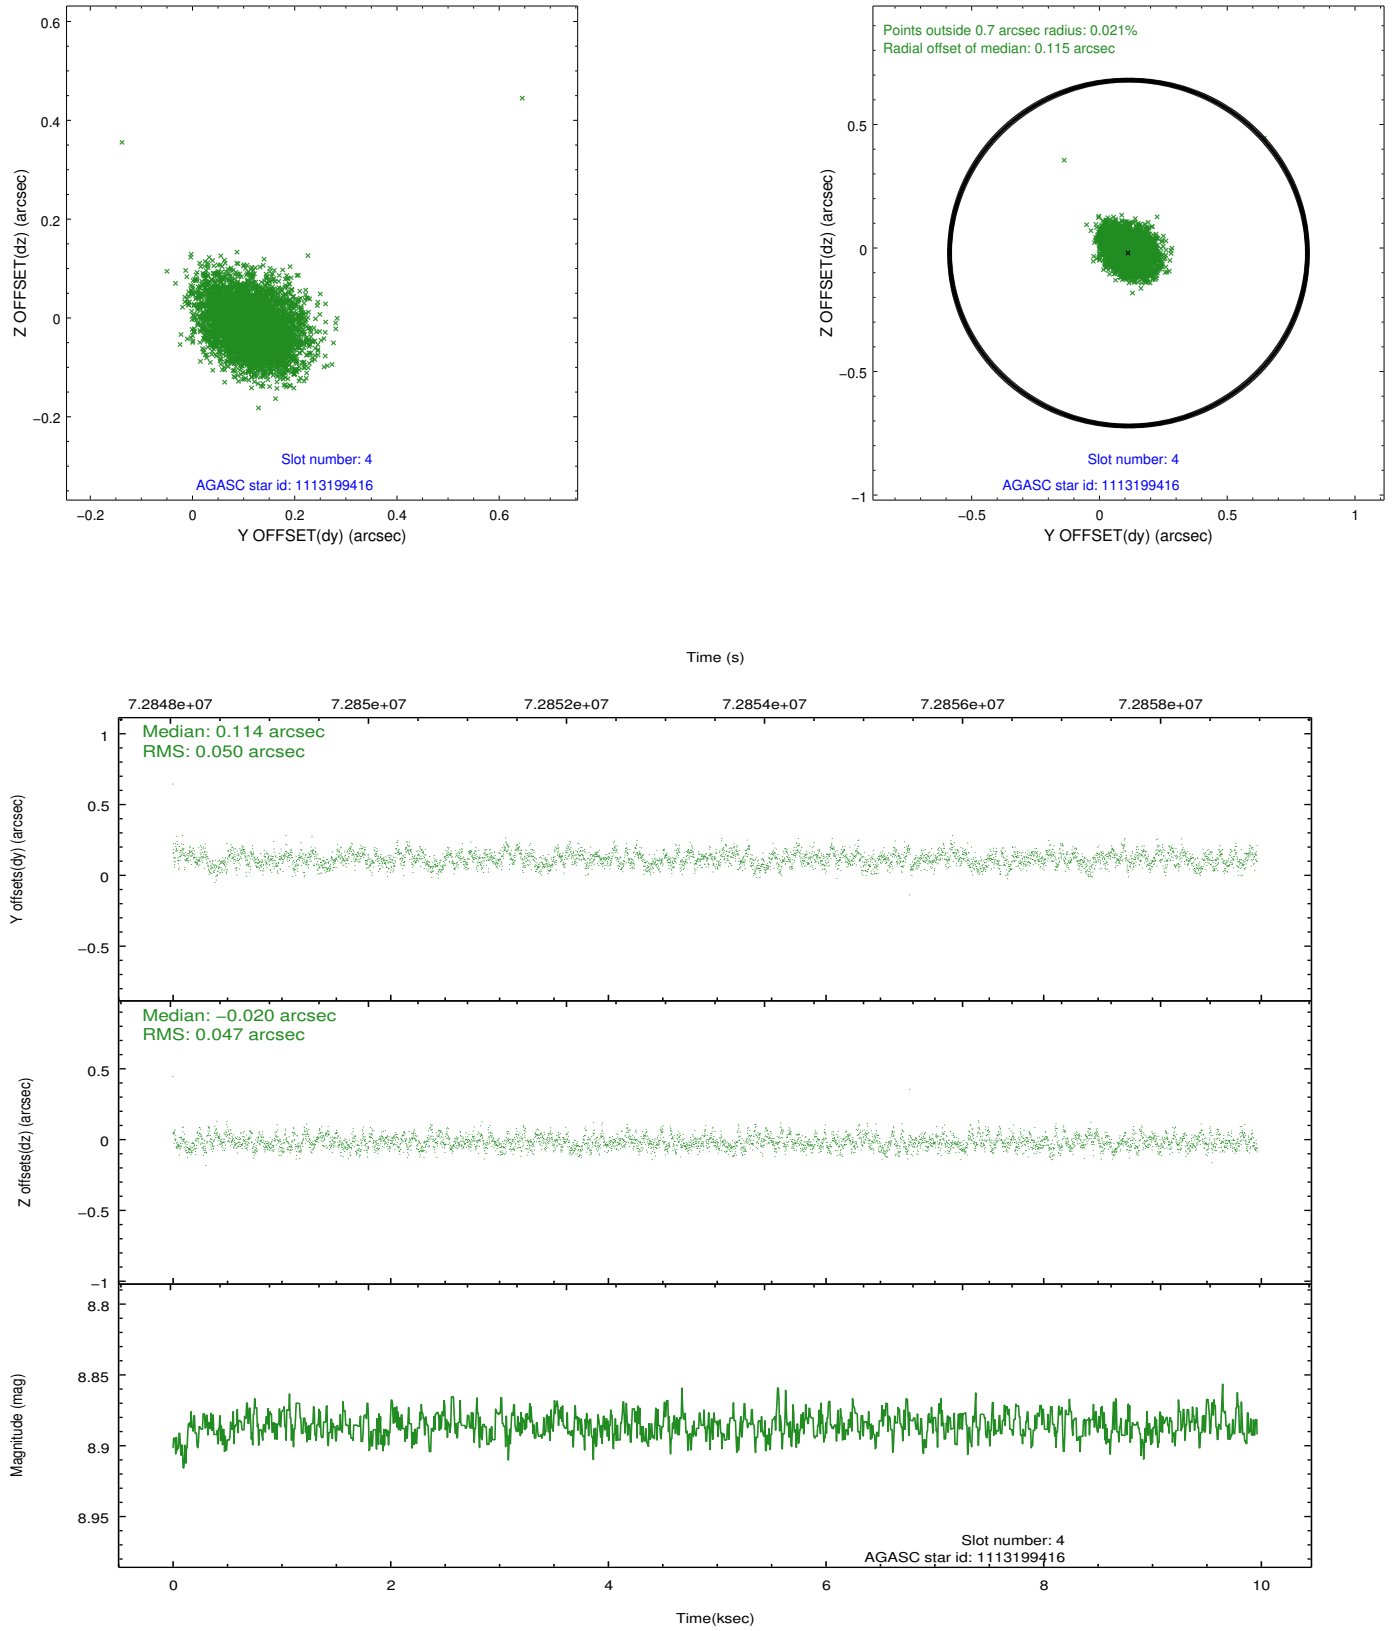 0.6
0.4
0.2
0
−0.2
Z OFFSET(dz) (arcsec)
Slot number: 4
AGASC star id: 1113199416
−0.2 0 0.2 0.4 0.6
Y OFFSET(dy) (arcsec)
Points outside 0.7 arcsec radius: 0.021%
Radial offset of median: 0.115 arcsec
0.5
0
−0.5
−1
Z OFFSET(dz) (arcsec)
Slot number: 4
AGASC star id: 1113199416
−0.5 0 0.5 1
Y OFFSET(dy) (arcsec)
Time (s)
7.2848e+07 7.285e+07 7.2852e+07 7.2854e+07 7.2856e+07 7.2858e+07
Median: 0.114 arcsec
RMS: 0.050 arcsec
1
0.5
0
−0.5
Y offsets(dy) (arcsec)
Median: −0.020 arcsec
RMS: 0.047 arcsec
0.5
0
−0.5
−1
Z offsets(dz) (arcsec)
8.8
8.85
8.9
8.95
Magnitude (mag)
Slot number: 4
AGASC star id: 1113199416
0 2 4 6 8 10
Time(ksec)